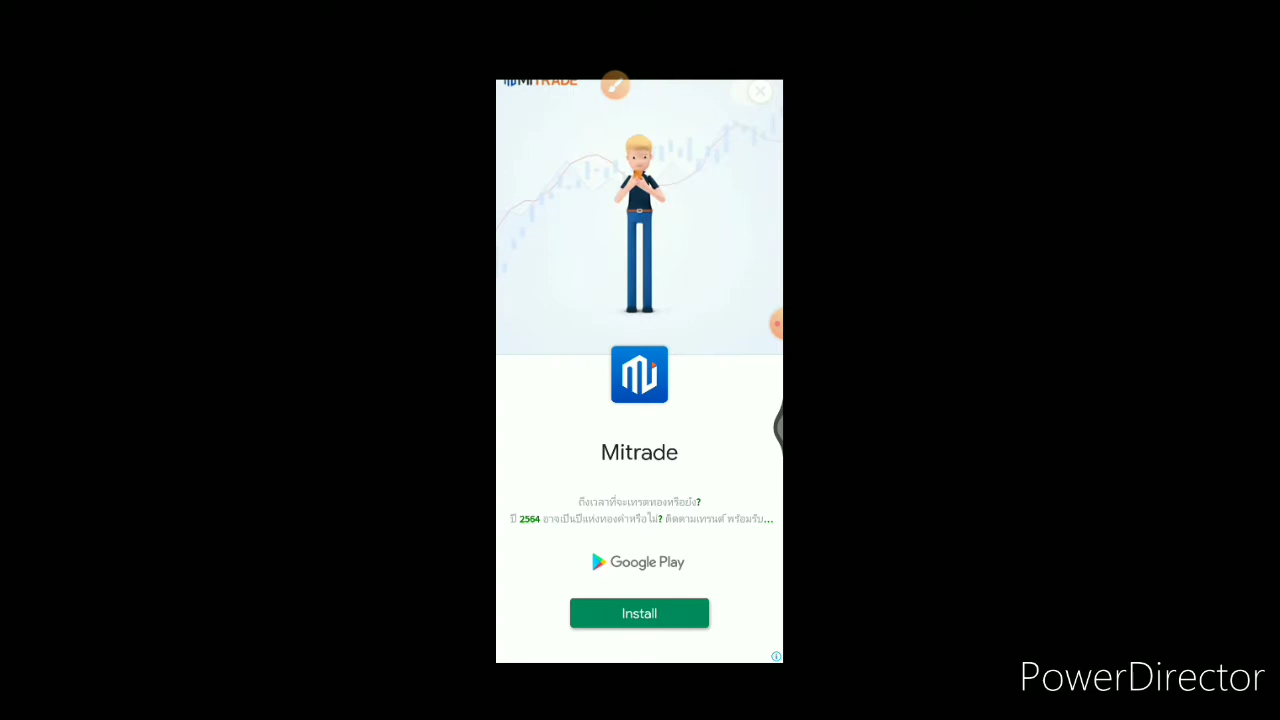 MITRADE
Mitrade
ถึงเวลาที่จะเทรดทองหรือยัง?
ปี 2564 อาจเป็นปีแห่งทองคำหรือไม่? ติดตามเทรนด์ พร้อมรับ...
Google Play
Install
PowerDirector